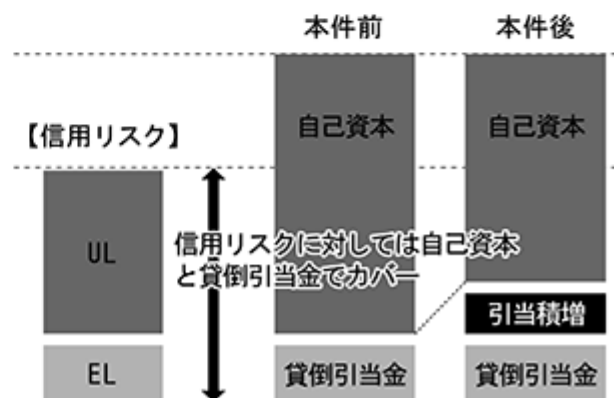 本件前
本件後
自己資本
自己資本
【信用リスク】
UL
信用リスクに対しては自己資本
と貸倒引当金でカバー
引当積増
EL
貸倒引当金
貸倒引当金